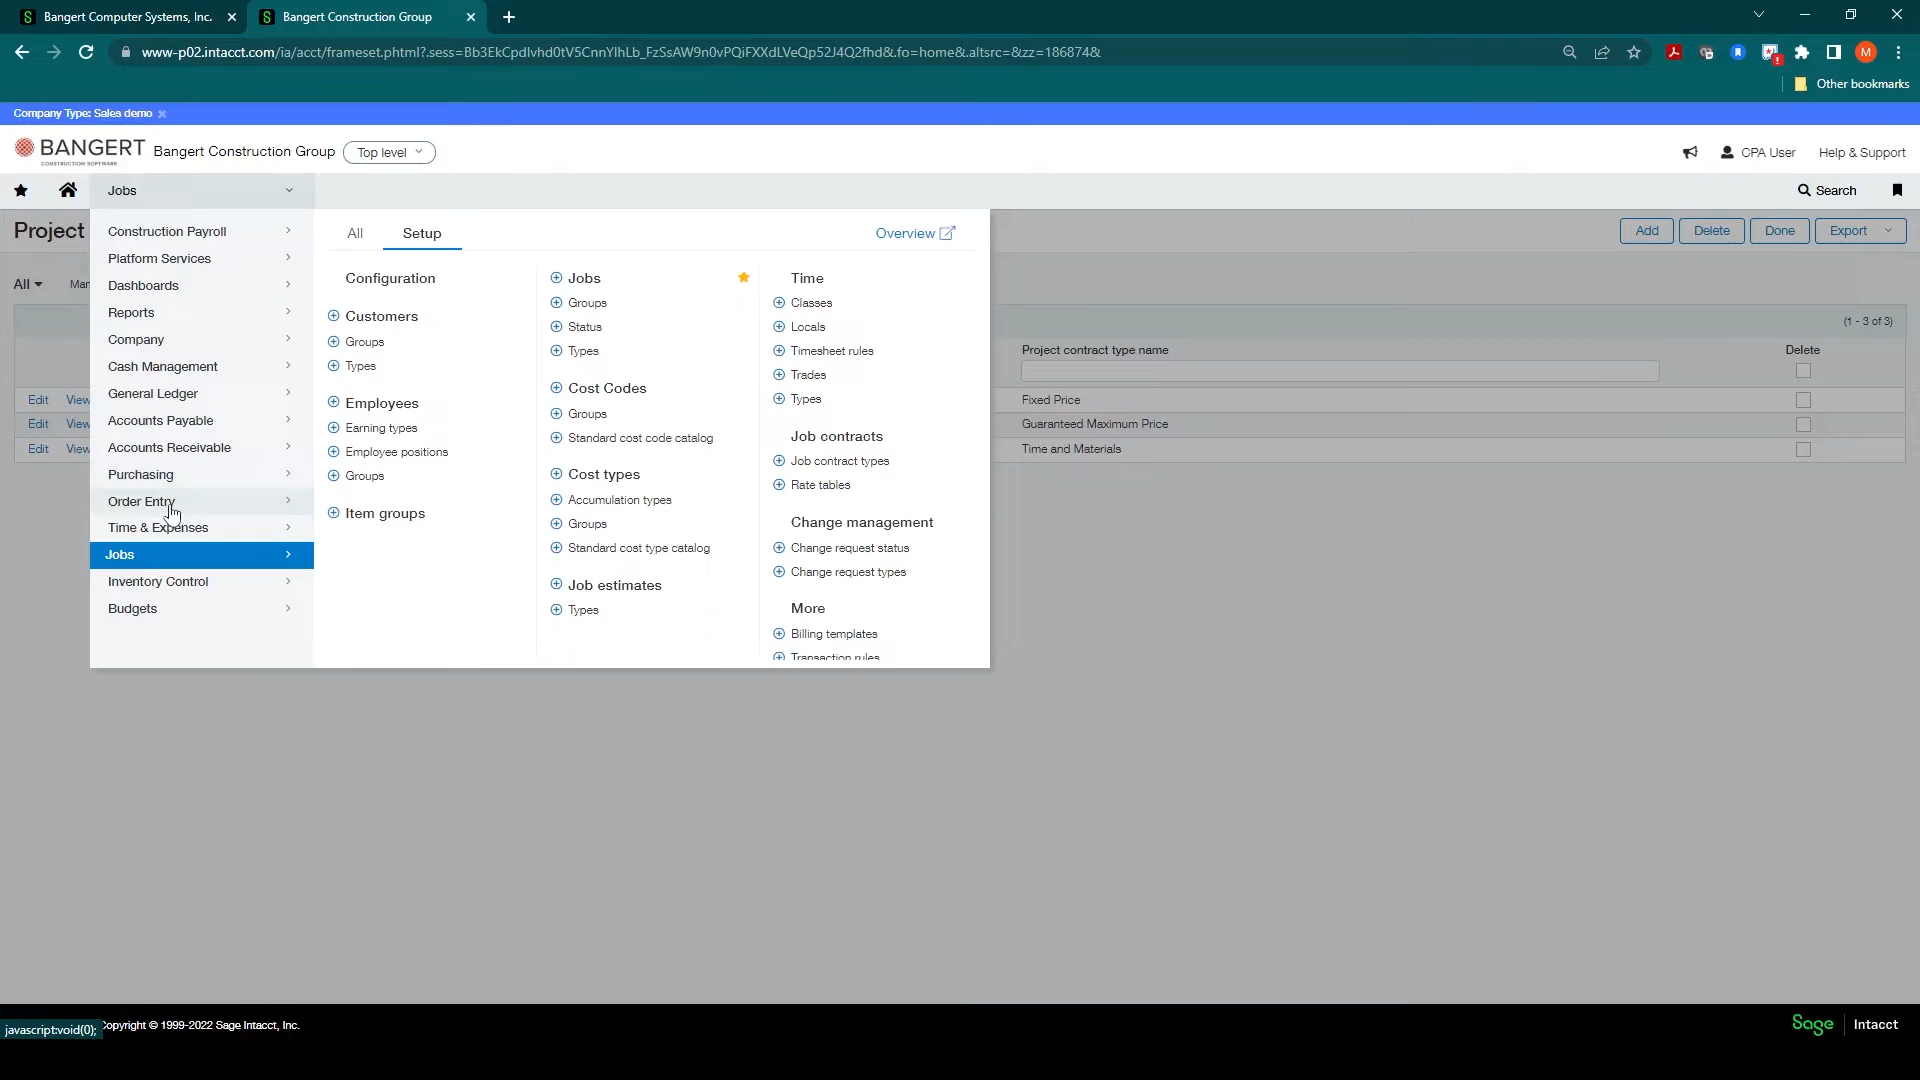 Bangert Computer Systems, Inc.
Bangert Construction Group
www-p02.intacct.com/ia/acct/frameset.phtml?.sess=Bb3EkCpdlvhd0tV5CnnYlhLb_FzSsAW9n0vPQiFXXdLVeQp52J4Q2fhd&.fo=home&.altsrc=&zz=186874&
M
Other bookmarks
Company Type: Sales demo
BANGERT
CONSTRUCTION SOFTWARE
Bangert Construction Group
Top level
CPA User
Help & Support
Jobs
Search
Project
Add
Delete
Done
Export
All
Construction Payroll
Platform Services
Dashboards
Reports
Company
Cash Management
General Ledger
Accounts Payable
Accounts Receivable
Purchasing
Order Entry
Time & Expenses
Jobs
Inventory Control
Budgets
All
Setup
Overview
Configuration
Customers
Groups
Types
Employees
Earning types
Employee positions
Groups
Item groups
Jobs
Groups
Status
Types
Cost Codes
Groups
Standard cost code catalog
Cost types
Accumulation types
Groups
Standard cost type catalog
Job estimates
Types
Time
Classes
Locals
Timesheet rules
Trades
Types
Job contracts
Job contract types
Rate tables
Change management
Change request status
Change request types
More
Billing templates
Transaction rules
(1 - 3 of 3)
Project contract type name
Delete
Edit View
Fixed Price
Edit View
Guaranteed Maximum Price
Edit View
Time and Materials
javascript:void(0);
Copyright © 1999-2022 Sage Intacct, Inc.
Sage Intacct